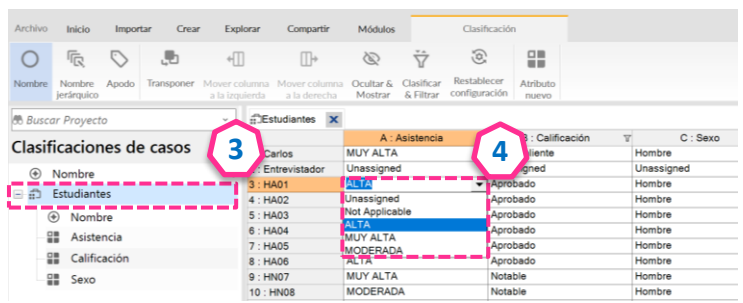 Archivo Inicio Importar Crear Explorar Compartir Módulos Clasificación
Nombre Nombre jerárquico Apodo Transponer Mover columna a la izquierda Mover columna a la derecha Ocultar & Mostrar Clasificar & Filtrar Restablecer configuración Atributo nuevo
Buscar Proyecto
Estudiantes
Clasificaciones de casos
3
4
A : Asistencia : Calificación C : Sexo
Nombre
Estudiantes
Nombre
Asistencia
Calificación
Sexo
Carlos MUY ALTA liente Hombre
: Entrevistador Unassigned gned Unassigned
3 : HA01 ALTA Aprobado Hombre
4 : HA02 Aprobado Hombre
5 : HA03 Aprobado Hombre
6 : HA04 Aprobado Hombre
7 : HA05 Aprobado Hombre
8 : HA06 ALTA Aprobado Hombre
9 : HN07 MUY ALTA Notable Hombre
10 : HN08 MODERADA Notable Hombre
Unassigned
Not Applicable
ALTA
MUY ALTA
MODERADA